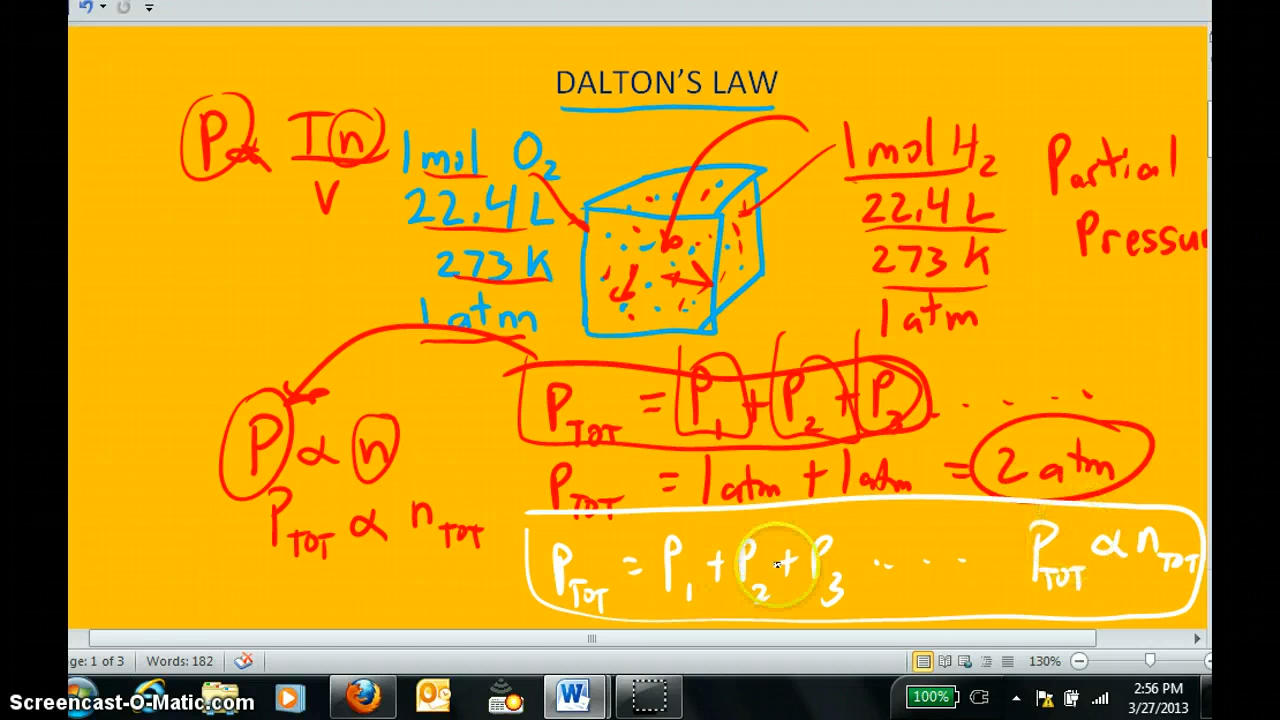 DALTON'S LAW
P ∝ Tn
V
1 mol O2
22.4 L
273 K
1 atm
1 mol H2
22.4 L
273 K
1 atm
Partial
Pressu
P ∝ n
PTOT ∝ nTOT
PTOT = P1 + P2 + P3 . . . . .
PTOT = 1 atm + 1 atm = 2 atm
PTOT = P1 + P2 + P3 . . . . . PTOT ∝ nTOT
ge: 1 of 3 Words: 182 130%
Screencast-O-Matic.com
W
100%
2:56 PM
3/27/2013